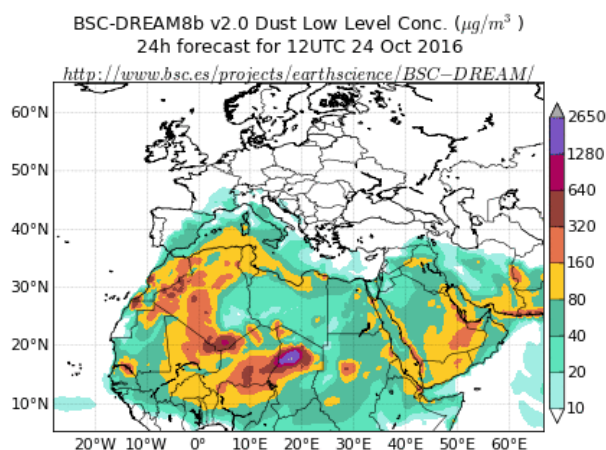 BSC-DREAM8b v2.0 Dust Low Level Conc. (μg/m³ )
24h forecast for 12UTC 24 Oct 2016
http://www.bsc.es/projects/earthscience/BSC−DREAM/
60°N
50°N
40°N
30°N
20°N
10°N
20°W 10°W 0° 10°E 20°E 30°E 40°E 50°E 60°E
2650
1280
640
320
160
80
40
20
10